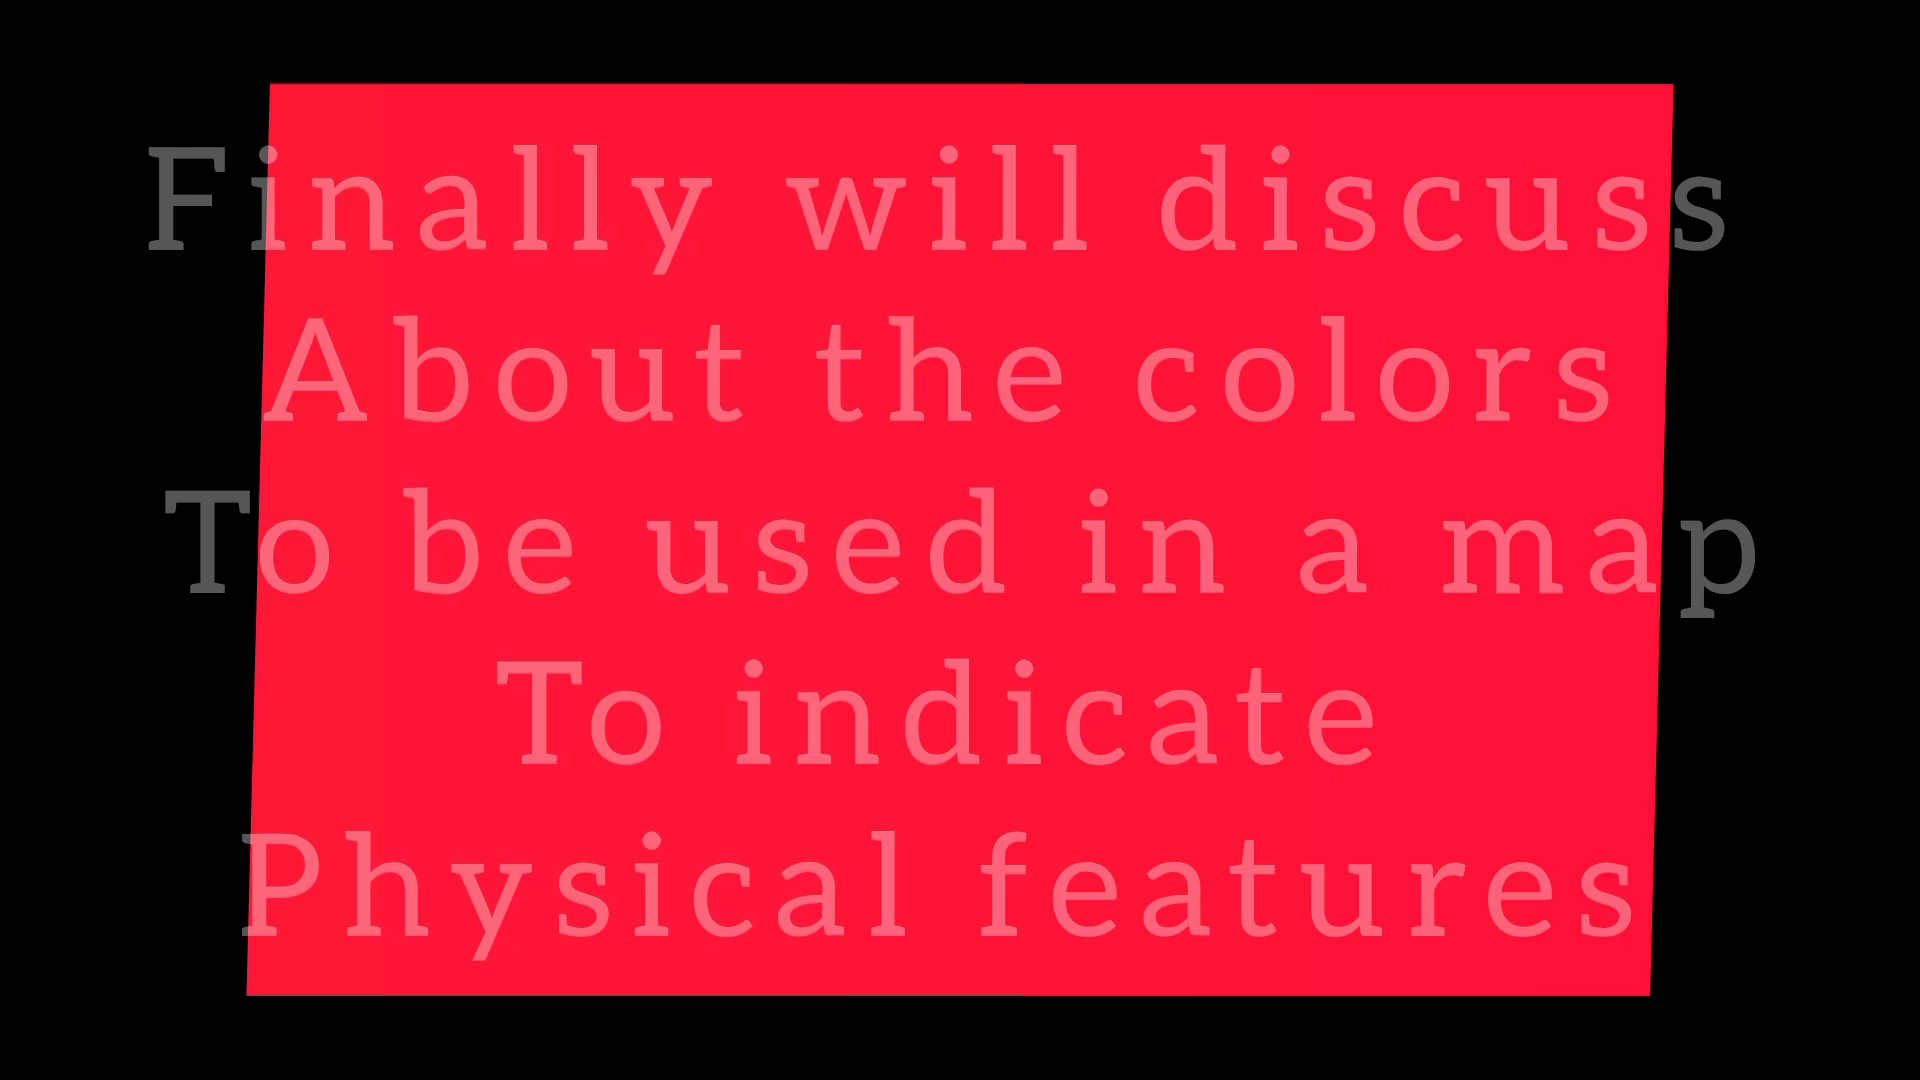 Finally will discuss
About the colors
To be used in a map
To indicate
Physical features